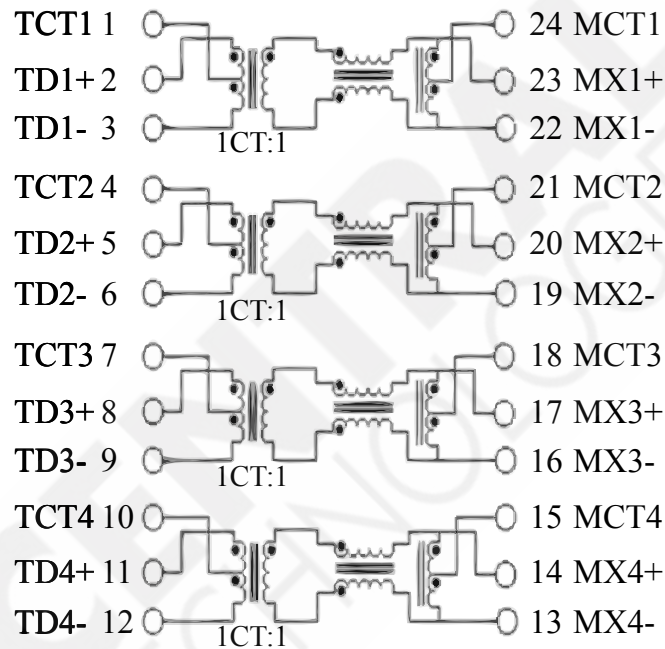 TCT1 1 24 MCT1
TD1+ 2 23 MX1+
TD1- 3 22 MX1-
1CT:1
TCT2 4 21 MCT2
TD2+ 5 20 MX2+
TD2- 6 19 MX2-
1CT:1
TCT3 7 18 MCT3
TD3+ 8 17 MX3+
TD3- 9 16 MX3-
1CT:1
TCT4 10 15 MCT4
TD4+ 11 14 MX4+
TD4- 12 13 MX4-
1CT:1
CENTRAL